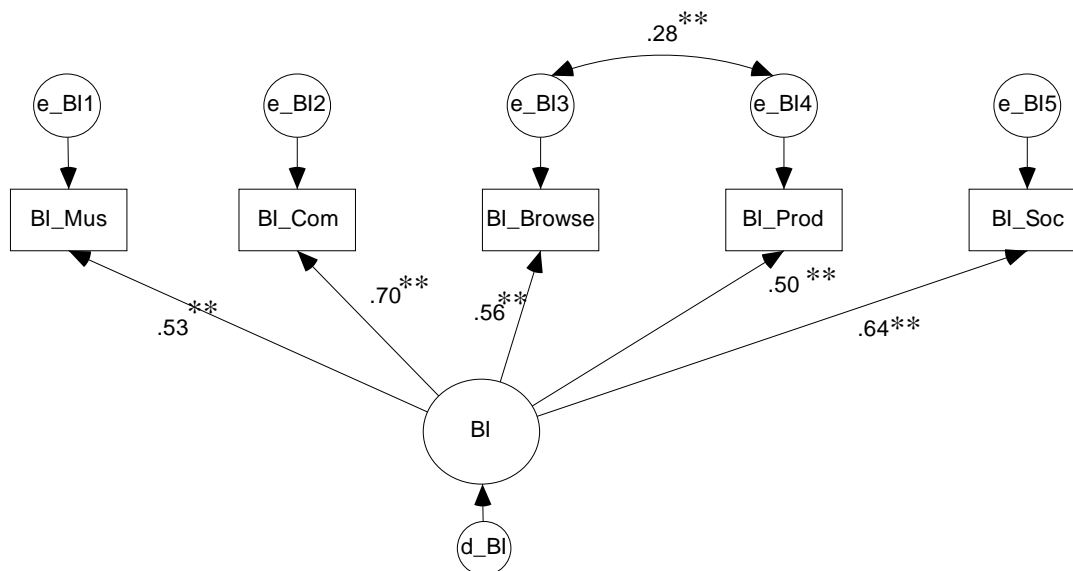 .28**
e_BI1
e_BI2
e_BI3
e_BI4
e_BI5
BI_Mus
BI_Com
BI_Browse
BI_Prod
BI_Soc
.53**
.70**
.56**
.50**
.64**
BI
d_BI